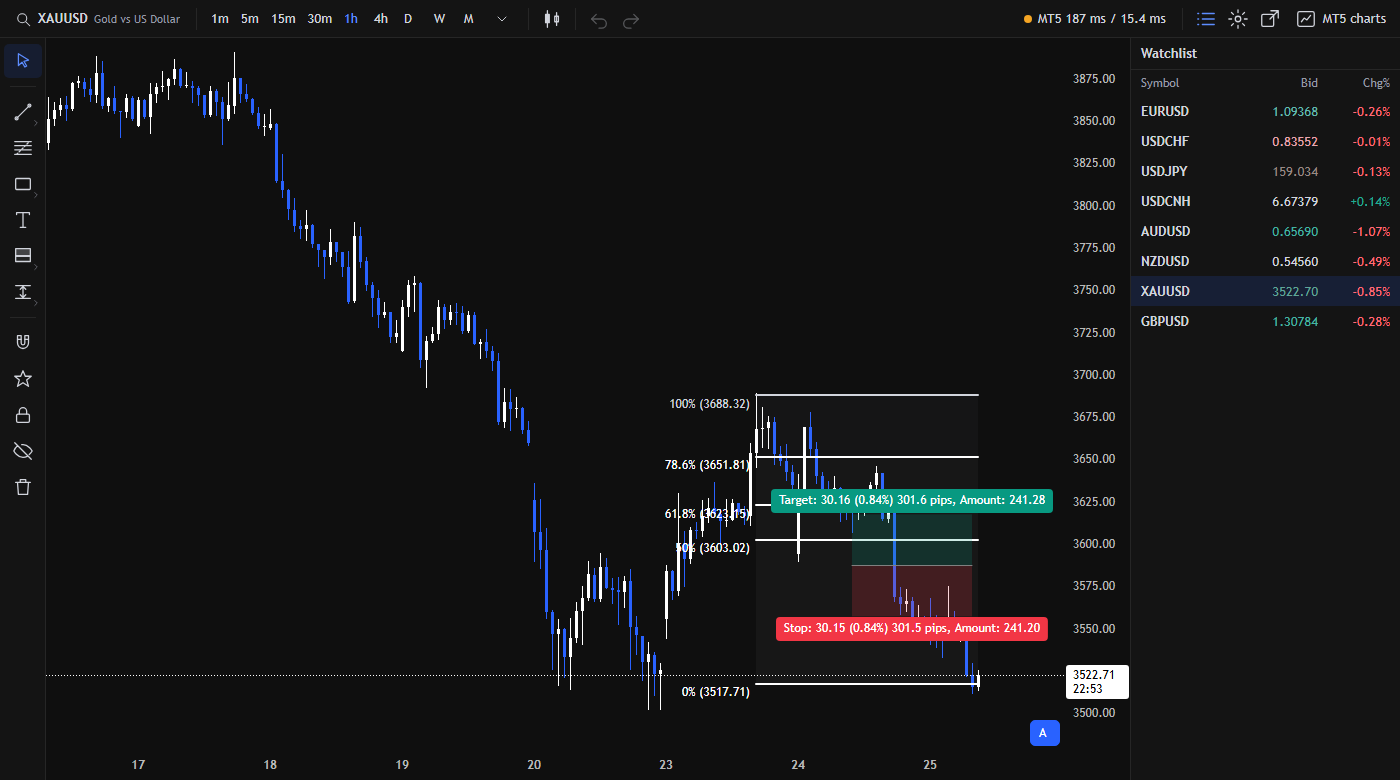 XAUUSD Gold vs US Dollar 1m 5m 15m 30m 1h 4h D W M MT5 187 ms / 15.4 ms MT5 charts
Watchlist
Symbol Bid Chg%
EURUSD 1.09368 -0.26%
USDCHF 0.83552 -0.01%
USDJPY 159.034 -0.13%
USDCNH 6.67379 +0.14%
AUDUSD 0.65690 -1.07%
NZDUSD 0.54560 -0.49%
XAUUSD 3522.70 -0.85%
GBPUSD 1.30784 -0.28%
3875.00
3850.00
3825.00
3800.00
3775.00
3750.00
3725.00
3700.00
3675.00
3650.00
3625.00
3600.00
3575.00
3550.00
3522.71
22:53
3500.00
100% (3688.32)
78.6% (3651.81)
Target: 30.16 (0.84%) 301.6 pips, Amount: 241.28
61.8% (3623.15)
50% (3603.02)
Stop: 30.15 (0.84%) 301.5 pips, Amount: 241.20
0% (3517.71)
A
17 18 19 20 23 24 25